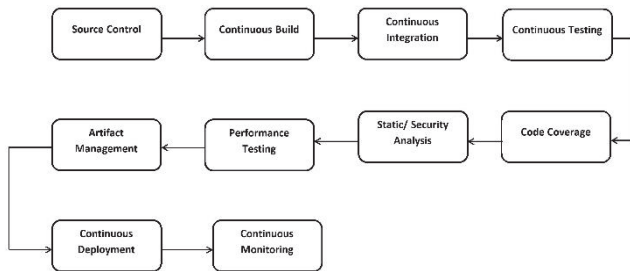 Source Control
Continuous Build
Continuous
Integration
Continuous Testing
Artifact
Management
Performance
Testing
Static/ Security
Analysis
Code Coverage
Continuous
Deployment
Continuous
Monitoring